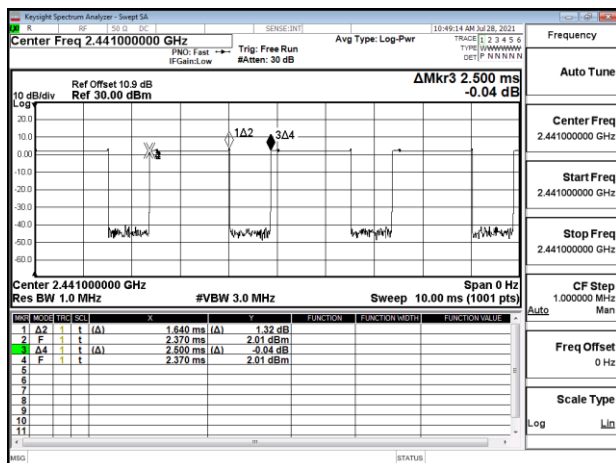 Keysight Spectrum Analyzer - Swept SA
R RF 50 Ω DC SENSE:INT 10:49:14 AM Jul 28, 2021
Center Freq 2.441000000 GHz
PNO: Fast
IFGain:Low
Trig: Free Run
#Atten: 30 dB
Avg Type: Log-Pwr
TRACE 1 2 3 4 5 6
TYPE WWWWWW
DET P N N N N N
Ref Offset 10.9 dB
10 dB/div Ref 30.00 dBm
Log
ΔMkr3 2.500 ms
-0.04 dB
20.0
10.0
0.00
-10.0
-20.0
-30.0
-40.0
-50.0
-60.0
1Δ2
3Δ4
Center 2.441000000 GHz Span 0 Hz
Res BW 1.0 MHz #VBW 3.0 MHz Sweep 10.00 ms (1001 pts)
MKR MODE TRC SCL X Y FUNCTION FUNCTION WIDTH FUNCTION VALUE
1 Δ2 1 t (Δ) 1.640 ms (Δ) 1.32 dB
2 F 1 t 2.370 ms 2.01 dBm
3 Δ4 1 t (Δ) 2.500 ms (Δ) -0.04 dB
4 F 1 t 2.370 ms 2.01 dBm
5
6
7
8
9
10
11
MSG STATUS
Frequency
Auto Tune
Center Freq
2.441000000 GHz
Start Freq
2.441000000 GHz
Stop Freq
2.441000000 GHz
CF Step
1.000000 MHz
Auto Man
Freq Offset
0 Hz
Scale Type
Log Lin